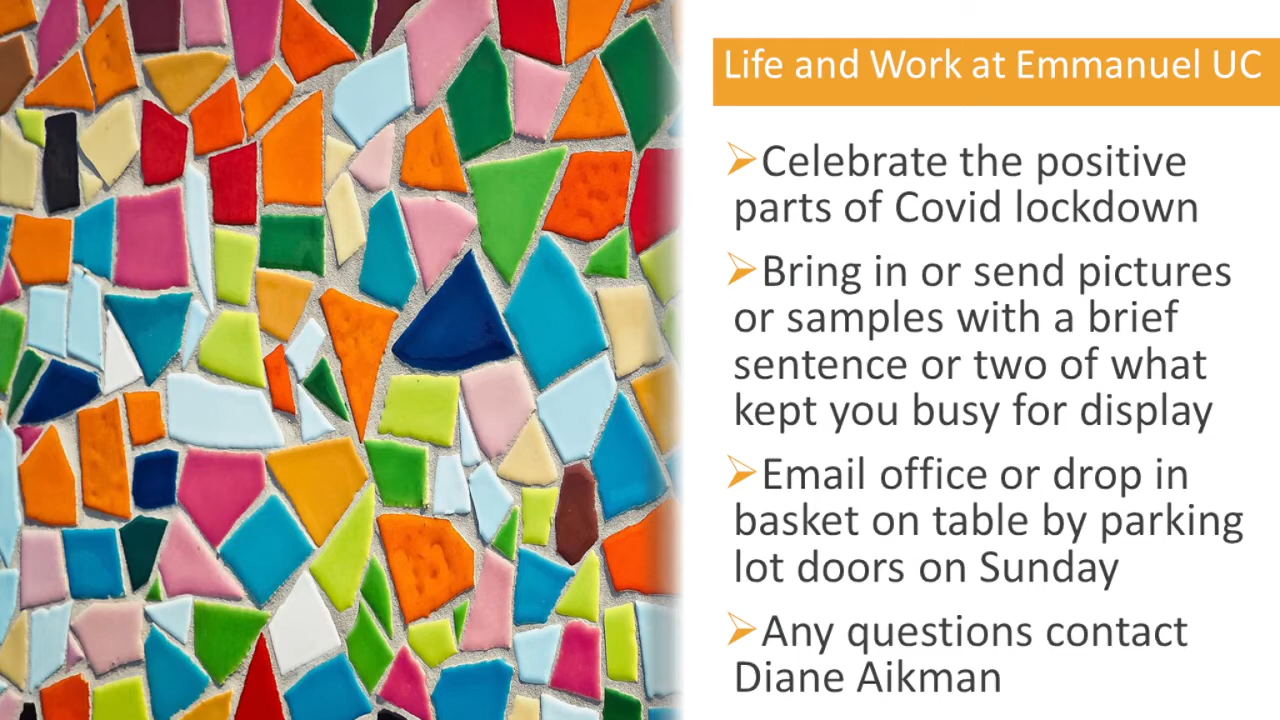 Life and Work at Emmanuel UC
Celebrate the positive
parts of Covid lockdown
Bring in or send pictures
or samples with a brief
sentence or two of what
kept you busy for display
Email office or drop in
basket on table by parking
lot doors on Sunday
Any questions contact
Diane Aikman